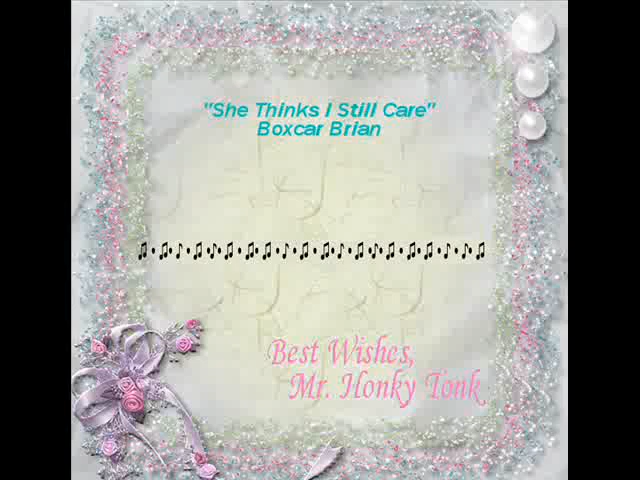 "She Thinks I Still Care"
Boxcar Brian
Best Wishes,
Mr. Honky Tonk